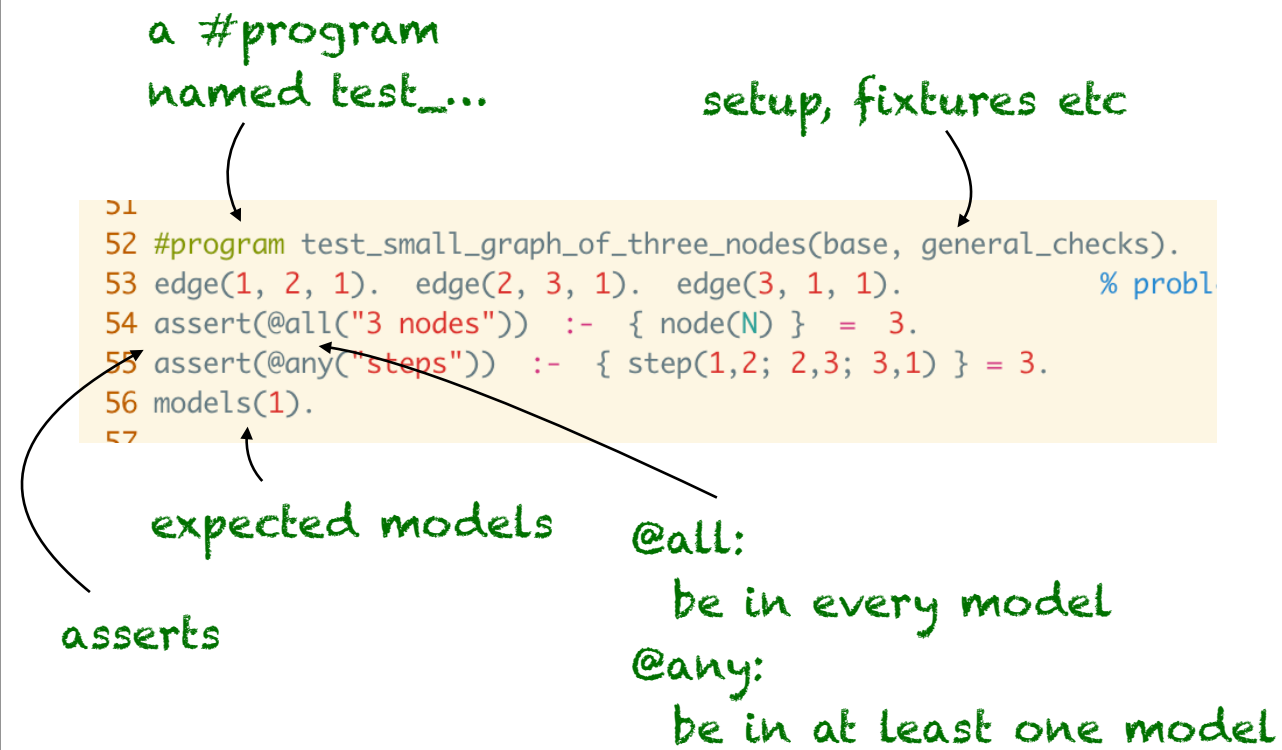 a #program
named test_...
setup, fixtures etc
51
52 #program test_small_graph_of_three_nodes(base, general_checks).
53 edge(1, 2, 1).  edge(2, 3, 1).  edge(3, 1, 1).            % probl
54 assert(@all("3 nodes"))  :-  { node(N) }  =  3.
55 assert(@any("steps"))  :-  { step(1,2; 2,3; 3,1) } = 3.
56 models(1).
57
expected models
asserts
@all:
be in every model
@any:
be in at least one model